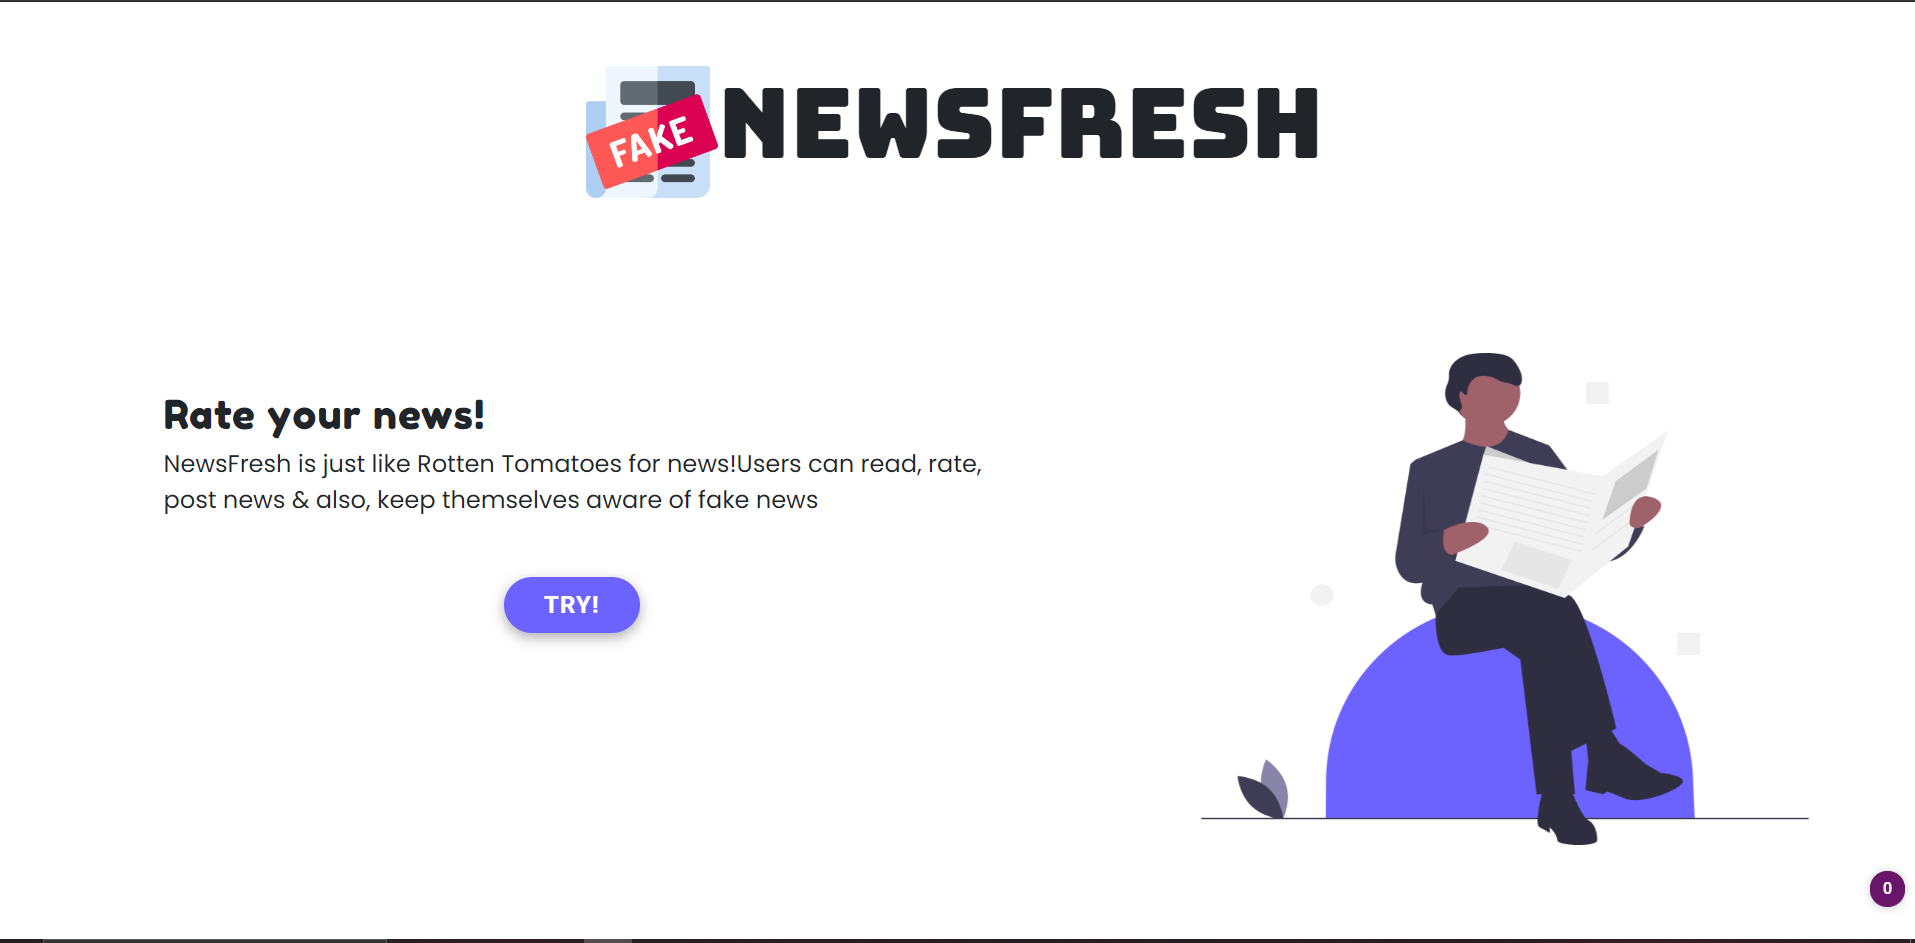 FAKE
NEWSFRESH
Rate your news!
NewsFresh is just like Rotten Tomatoes for news!Users can read, rate,
post news & also, keep themselves aware of fake news
TRY!
0